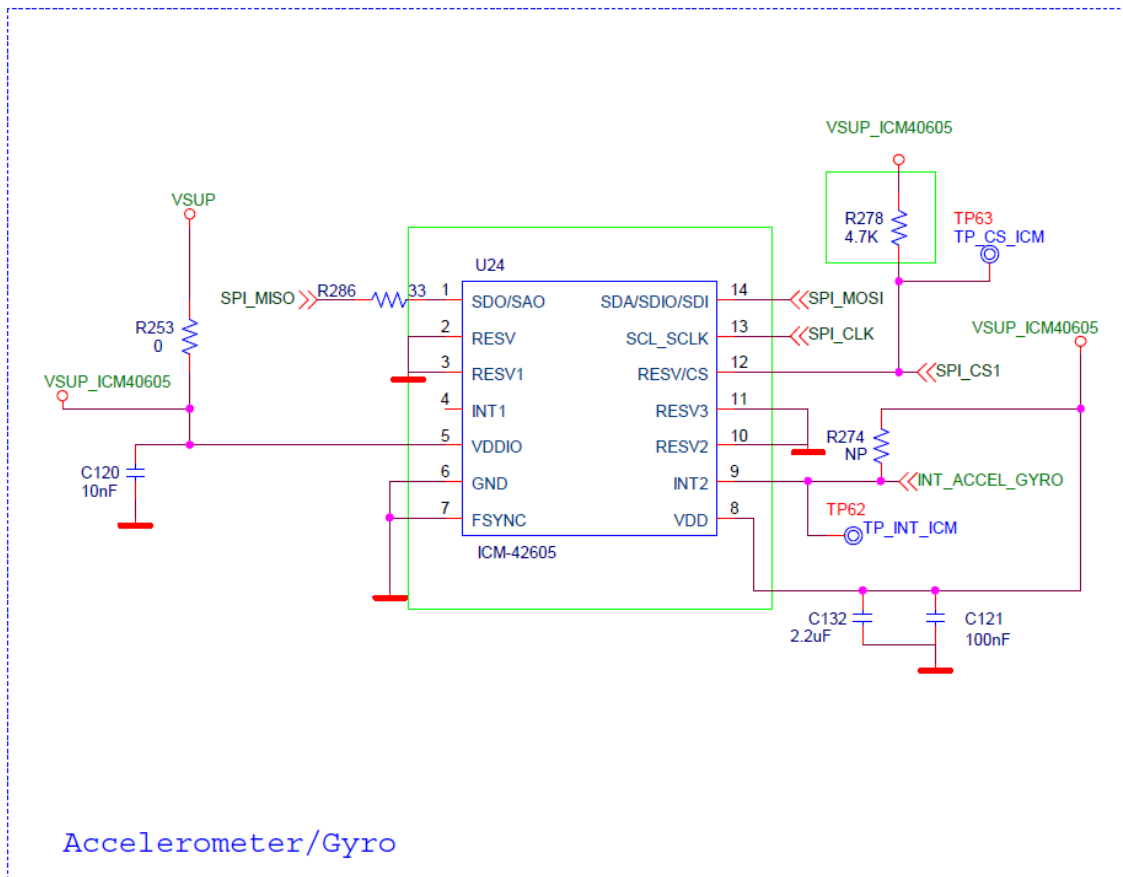 VSUP_ICM40605
VSUP
R278
4.7K
TP63
TP_CS_ICM
U24
SPI_MISO
R286
33
1
SDO/SAO
SDA/SDIO/SDI
14
SPI_MOSI
2
RESV
SCL_SCLK
13
SPI_CLK
R253
0
VSUP_ICM40605
3
RESV1
RESV/CS
12
SPI_CS1
VSUP_ICM40605
4
INT1
RESV3
11
5
VDDIO
RESV2
10
R274
NP
C120
10nF
6
GND
INT2
9
INT_ACCEL_GYRO
7
FSYNC
VDD
8
TP62
TP_INT_ICM
ICM-42605
C132
2.2uF
C121
100nF
Accelerometer/Gyro